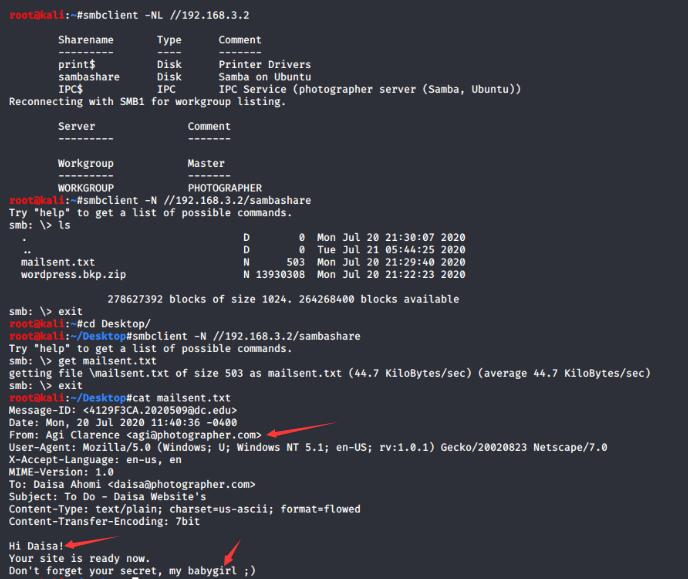 root@kali:~#smbclient -NL //192.168.3.2
Sharename Type Comment
--------- ---- -------
print$ Disk Printer Drivers
sambashare Disk Samba on Ubuntu
IPC$ IPC IPC Service (photographer server (Samba, Ubuntu))
Reconnecting with SMB1 for workgroup listing.
Server Comment
--------- -------
Workgroup Master
--------- -------
WORKGROUP PHOTOGRAPHER
root@kali:~#smbclient -N //192.168.3.2/sambashare
Try "help" to get a list of possible commands.
smb: \> ls
. D 0 Mon Jul 20 21:30:07 2020
.. D 0 Tue Jul 21 05:44:25 2020
mailsent.txt N 503 Mon Jul 20 21:29:40 2020
wordpress.bkp.zip N 13930308 Mon Jul 20 21:22:23 2020
278627392 blocks of size 1024. 264268400 blocks available
smb: \> exit
root@kali:~#cd Desktop/
root@kali:~/Desktop#smbclient -N //192.168.3.2/sambashare
Try "help" to get a list of possible commands.
smb: \> get mailsent.txt
getting file \mailsent.txt of size 503 as mailsent.txt (44.7 KiloBytes/sec) (average 44.7 KiloBytes/sec)
smb: \> exit
root@kali:~/Desktop#cat mailsent.txt
Message-ID: <4129F3CA.2020509@dc.edu>
Date: Mon, 20 Jul 2020 11:40:36 -0400
From: Agi Clarence <agi@photographer.com>
User-Agent: Mozilla/5.0 (Windows; U; Windows NT 5.1; en-US; rv:1.0.1) Gecko/20020823 Netscape/7.0
X-Accept-Language: en-us, en
MIME-Version: 1.0
To: Daisa Ahomi <daisa@photographer.com>
Subject: To Do - Daisa Website's
Content-Type: text/plain; charset=us-ascii; format=flowed
Content-Transfer-Encoding: 7bit
Hi Daisa!
Your site is ready now.
Don't forget your secret, my babygirl ;)